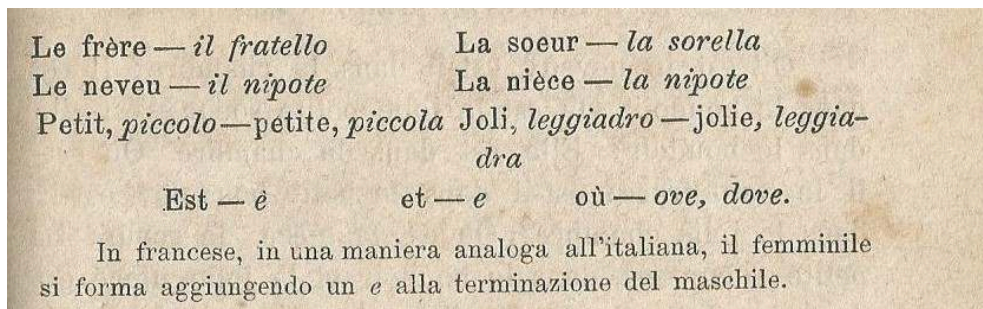 Le frère — il fratello La soeur — la sorella
Le neveu — il nipote La nièce — la nipote
Petit, piccolo — petite, piccola Joli, leggiadro — jolie, leggia-
dra
Est — è et — e où — ove, dove.
In francese, in una maniera analoga all'italiana, il femminile
si forma aggiungendo un e alla terminazione del maschile.